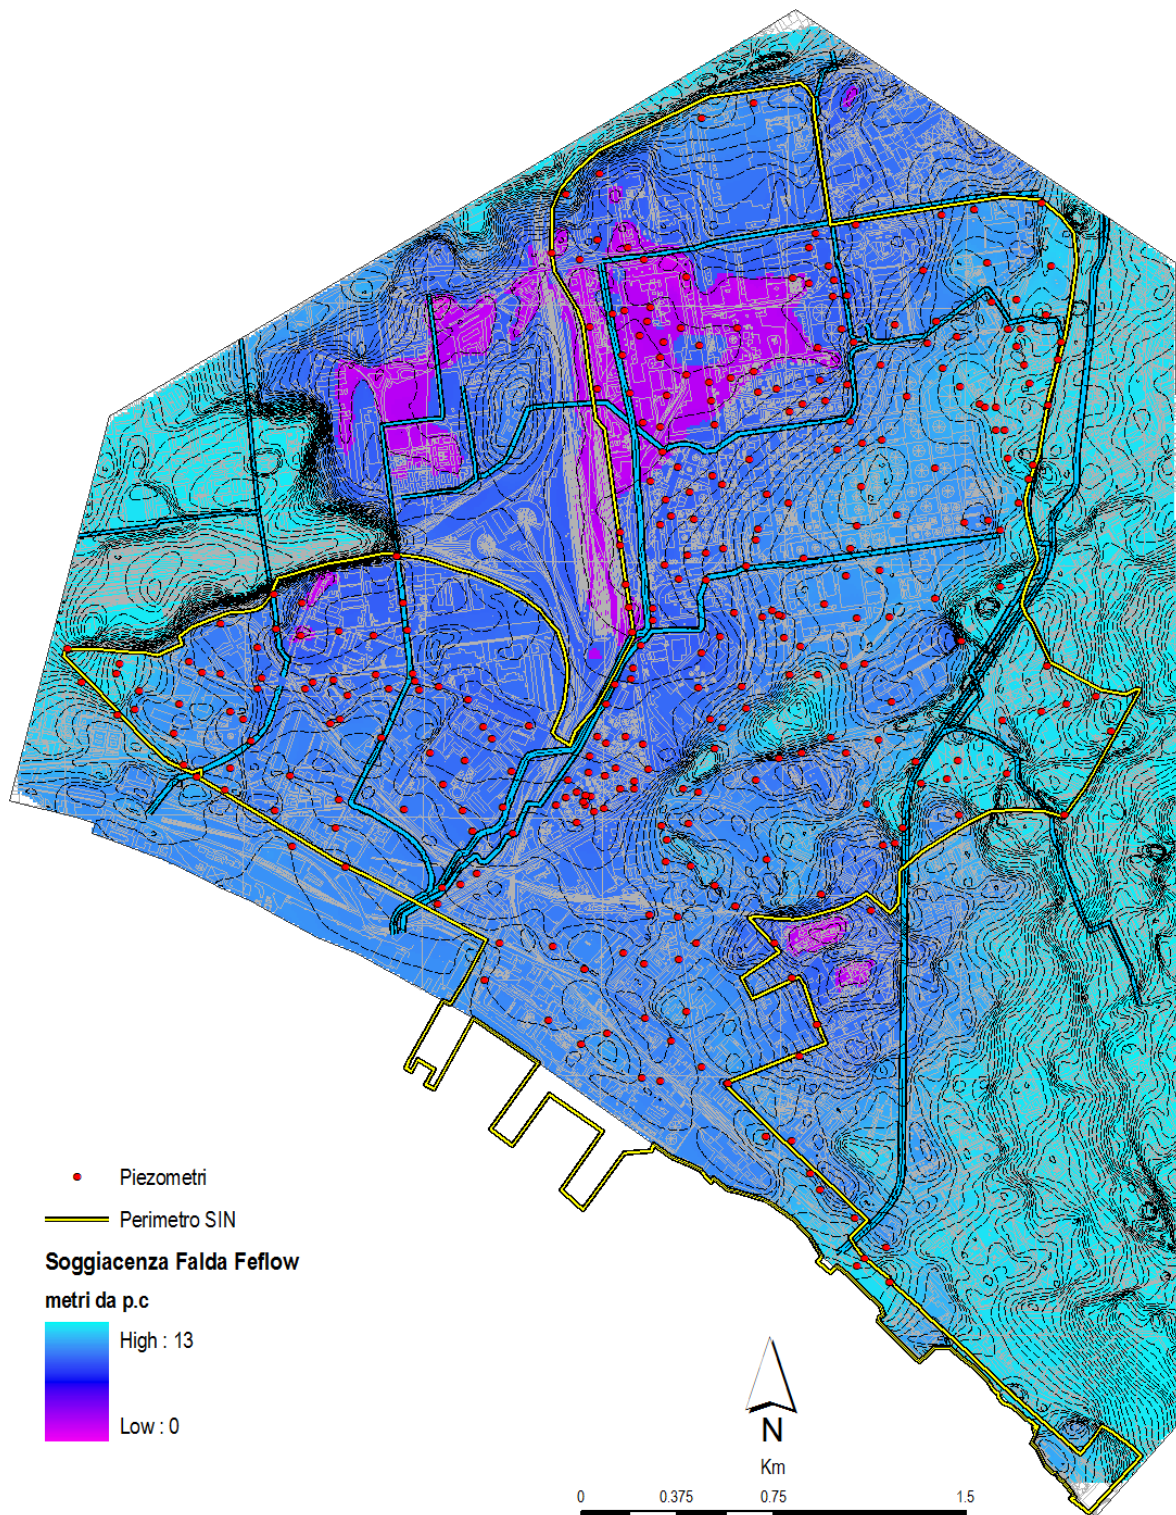 Piezometri
Perimetro SIN
Soggiacenza Falda Feflow
metri da p.c
High : 13
Low : 0
N
Km
0 0.375 0.75 1.5